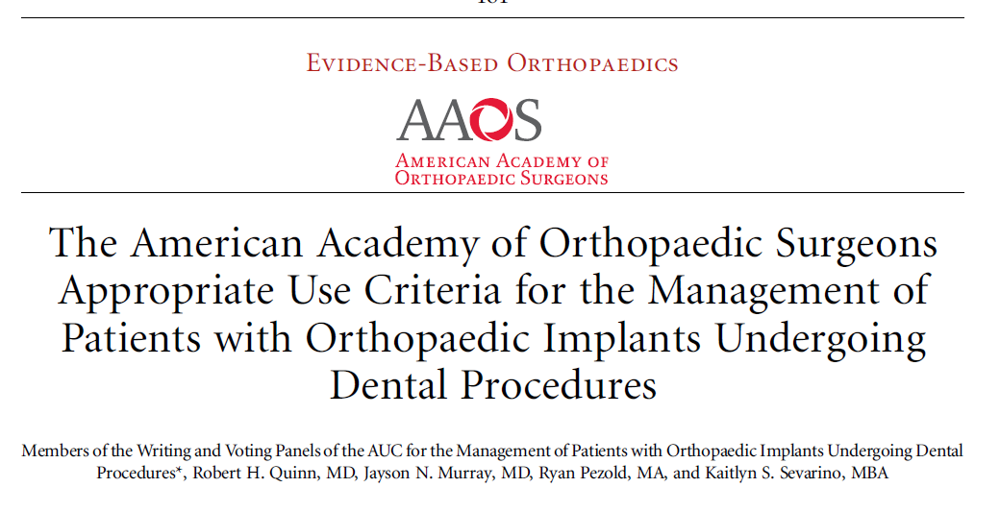 Evidence-Based Orthopaedics
AAOS
American Academy of
Orthopaedic Surgeons
The American Academy of Orthopaedic Surgeons
Appropriate Use Criteria for the Management of
Patients with Orthopaedic Implants Undergoing
Dental Procedures
Members of the Writing and Voting Panels of the AUC for the Management of Patients with Orthopaedic Implants Undergoing Dental
Procedures*, Robert H. Quinn, MD, Jayson N. Murray, MD, Ryan Pezold, MA, and Kaitlyn S. Sevarino, MBA